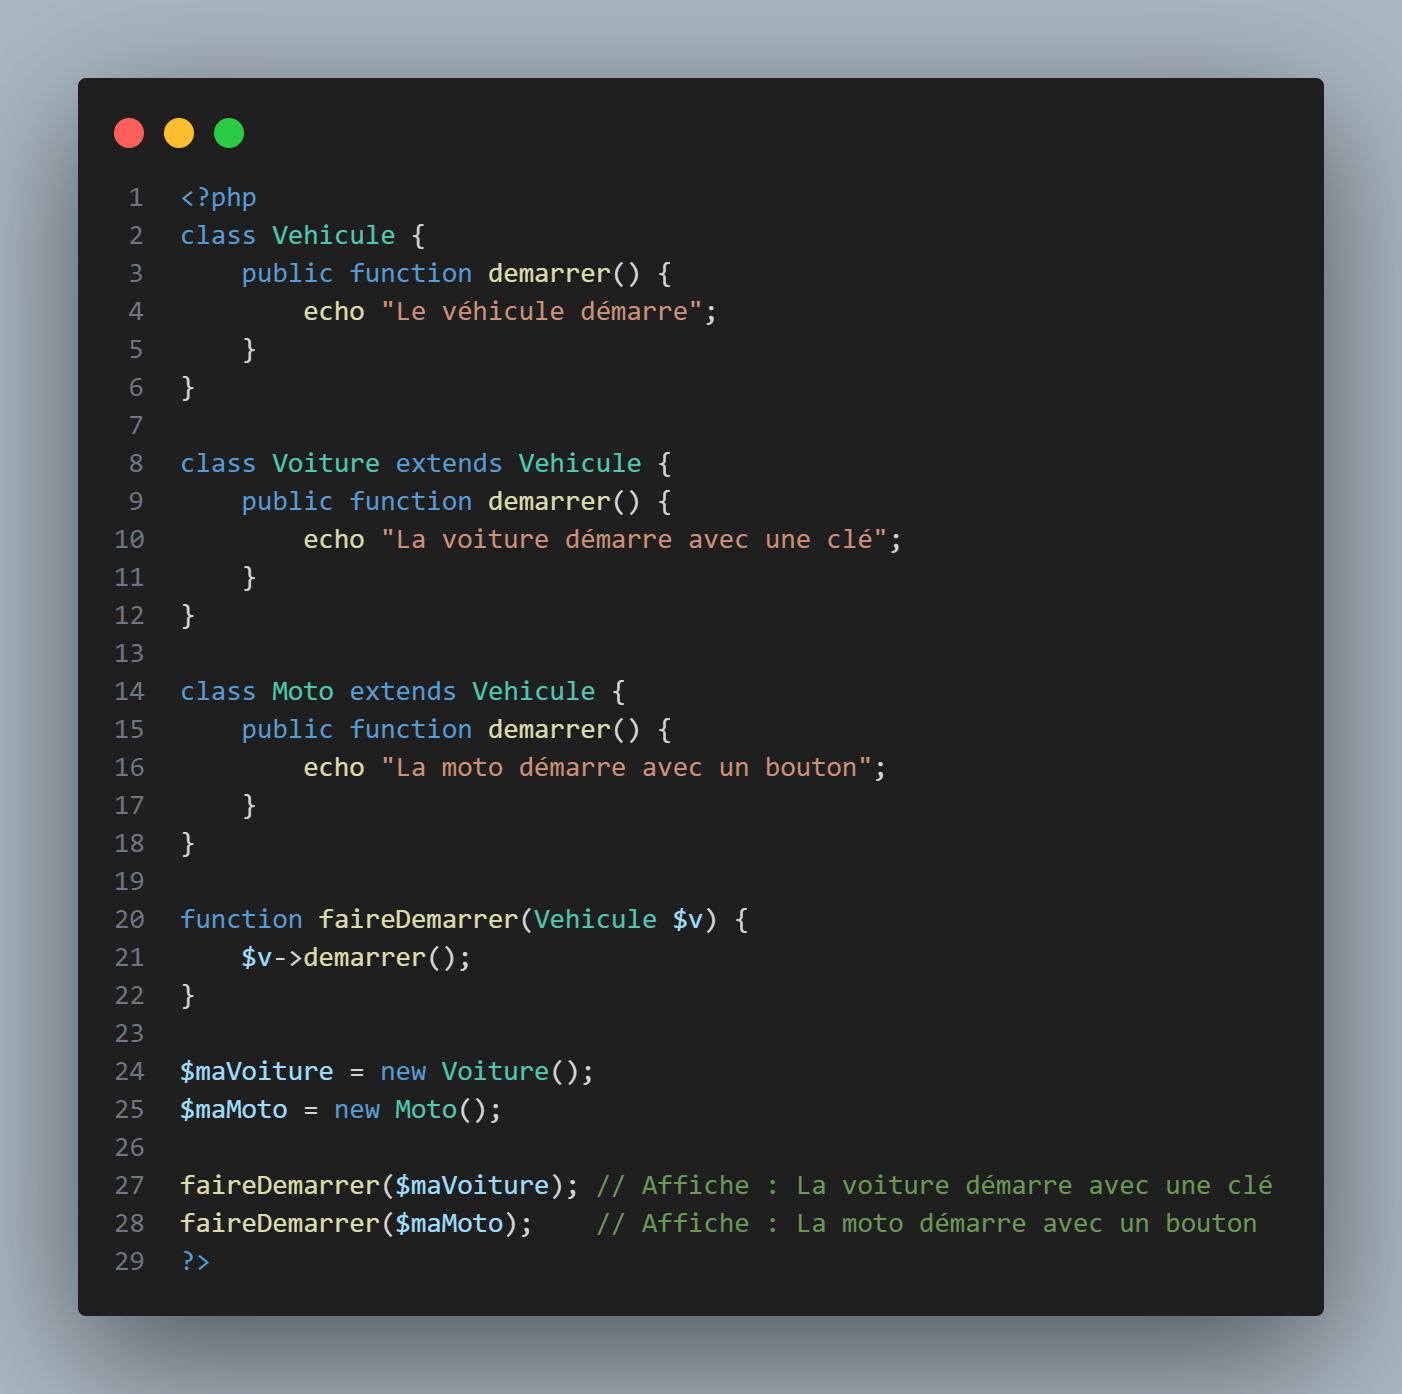 1 <?php
2 class Vehicule {
3     public function demarrer() {
4         echo "Le véhicule démarre";
5     }
6 }
7
8 class Voiture extends Vehicule {
9     public function demarrer() {
10         echo "La voiture démarre avec une clé";
11     }
12 }
13
14 class Moto extends Vehicule {
15     public function demarrer() {
16         echo "La moto démarre avec un bouton";
17     }
18 }
19
20 function faireDemarrer(Vehicule $v) {
21     $v->demarrer();
22 }
23
24 $maVoiture = new Voiture();
25 $maMoto = new Moto();
26
27 faireDemarrer($maVoiture); // Affiche : La voiture démarre avec une clé
28 faireDemarrer($maMoto);    // Affiche : La moto démarre avec un bouton
29 ?>